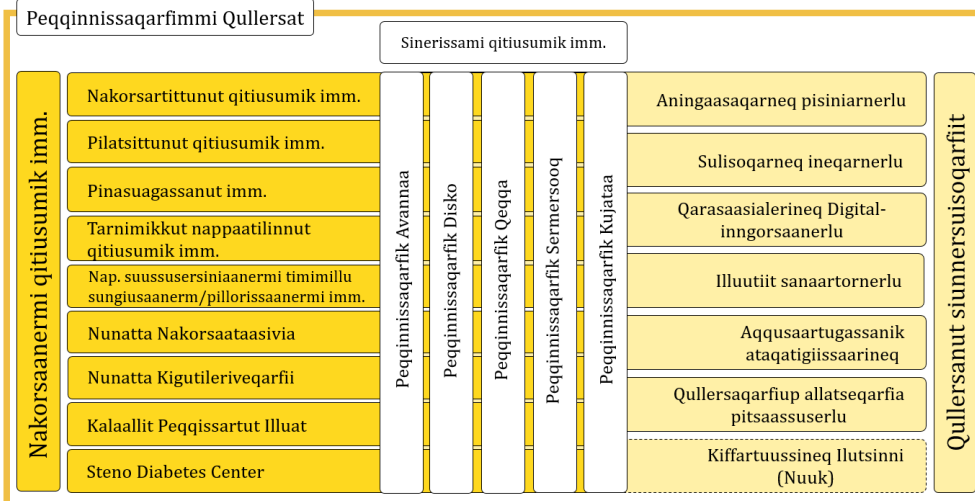 Peqqinnissaqarfimmi Qullersat
Sinerissami qitiusumik imm.
Nakorsaanermi qitiusumik imm.
Nakorsartittunut qitiusumik imm.
Pilatsittunut qitiusumik imm.
Pinasuagassanut imm.
Tarnimikkut nappaatilinnut
qitiusumik imm.
Nap. suussusersiniaanermi timimillu
sungiusaanerm/pillorissaanermi imm.
Nunatta Nakorsaataasivia
Nunatta Kigutileriveqarfii
Kalaallit Peqqissartut Illuat
Steno Diabetes Center
Peqqinnissaqarfik Avannaa
Peqqinnissaqarfik Disko
Peqqinnissaqarfik Qeqqa
Peqqinnissaqarfik Sermersooq
Peqqinnissaqarfik Kujataa
Aningaasaqarneq pisiniarnerlu
Sulisoqarneq ineqarnerlu
Qarasaasialerineq Digital-
inngorsaanerlu
Illuutiit sanaartornerlu
Aqqusaartugassanik
ataqatigiissaarineq
Qullersaqarfiup allatseqarfia
pitsaassuserlu
Kiffartuussineq Ilutsinni
(Nuuk)
Qullersanut siunnersuisoqarfiit